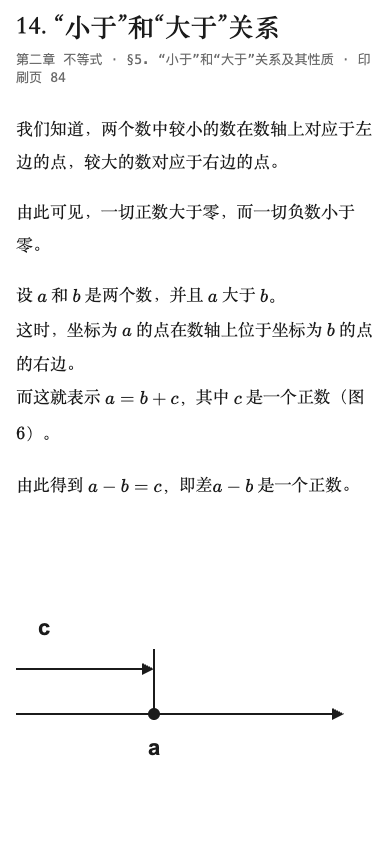 14. “小于”和“大于”关系
第二章 不等式 · §5. “小于”和“大于”关系及其性质 · 印
刷页 84
我们知道，两个数中较小的数在数轴上对应于左
边的点，较大的数对应于右边的点。
由此可见，一切正数大于零，而一切负数小于
零。
设 a 和 b 是两个数，并且 a 大于 b。
这时，坐标为 a 的点在数轴上位于坐标为 b 的点
的右边。
而这就表示 a = b + c，其中 c 是一个正数（图
6）。
由此得到 a − b = c，即差a − b 是一个正数。
c
a